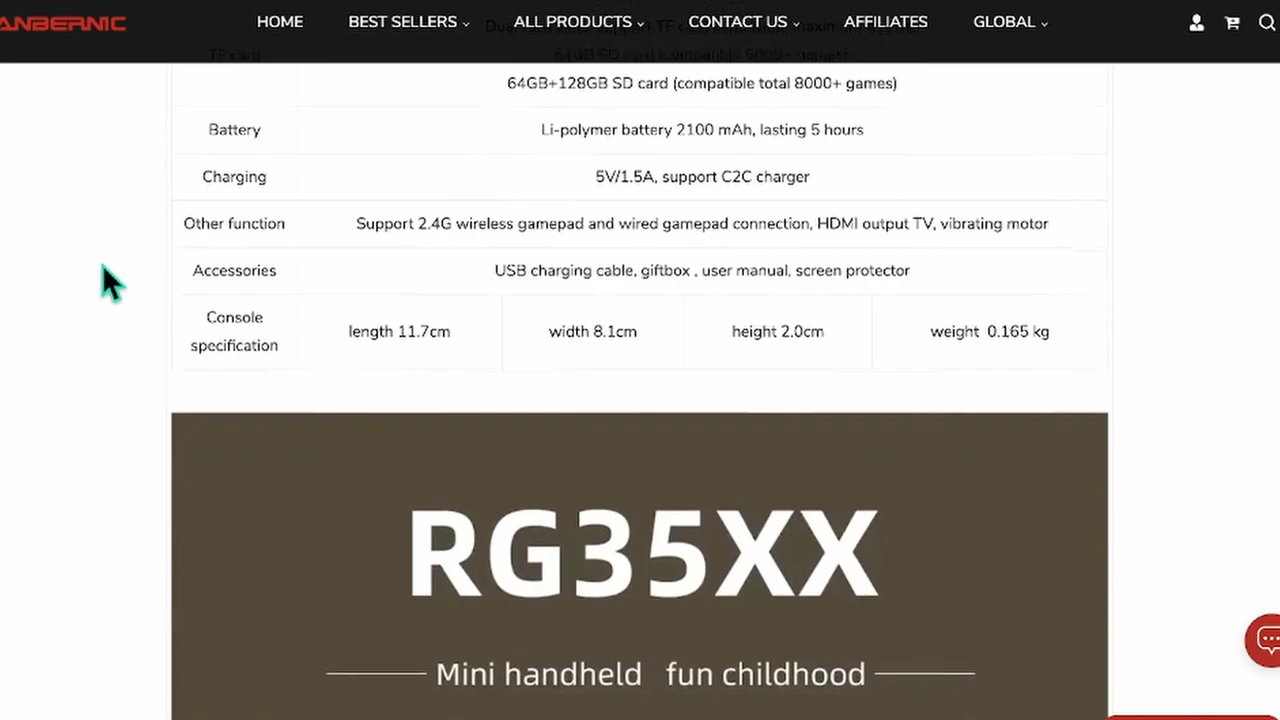 ANBERNIC HOME BEST SELLERS ALL PRODUCTS CONTACT US AFFILIATES GLOBAL
TF card
64GB+128GB SD card (compatible total 8000+ games)
Battery Li-polymer battery 2100 mAh, lasting 5 hours
Charging 5V/1.5A, support C2C charger
Other function Support 2.4G wireless gamepad and wired gamepad connection, HDMI output TV, vibrating motor
Accessories USB charging cable, giftbox , user manual, screen protector
Console
specification length 11.7cm width 8.1cm height 2.0cm weight 0.165 kg
RG35XX
Mini handheld fun childhood